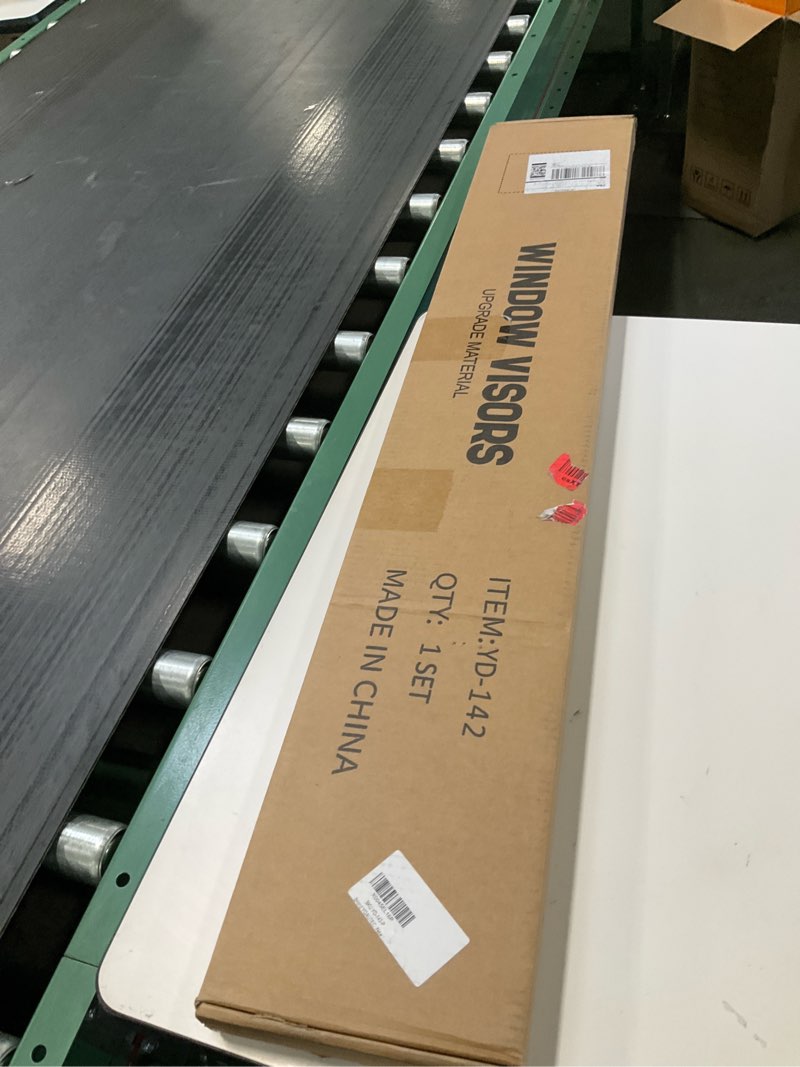 WINDOW VISORS
UPGRADE MATERIAL
ITEM:YD-142
QTY: 1 SET
MADE IN CHINA